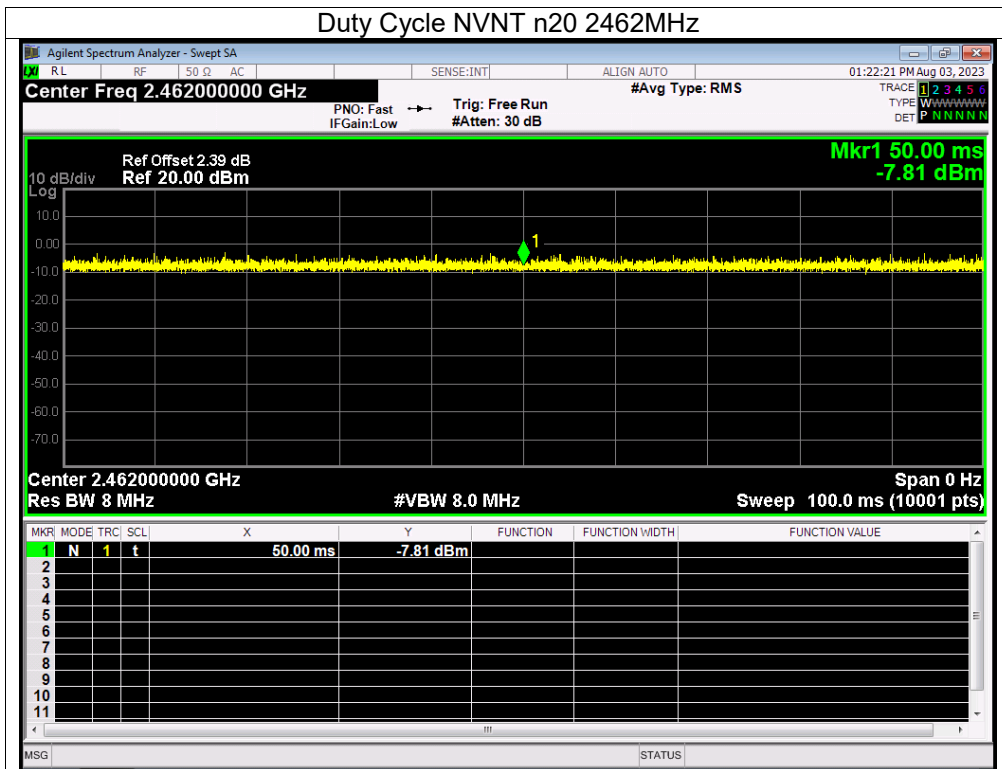 Duty Cycle NVNT n20 2462MHz
Agilent Spectrum Analyzer - Swept SA
LXI RL RF 50 Ω AC SENSE:INT ALIGN AUTO 01:22:21 PM Aug 03, 2023
Center Freq 2.462000000 GHz #Avg Type: RMS TRACE 1 2 3 4 5 6
PNO: Fast Trig: Free Run TYPE WWWWWW
IFGain:Low #Atten: 30 dB DET P N N N N N
Mkr1 50.00 ms
Ref Offset 2.39 dB
10 dB/div Ref 20.00 dBm -7.81 dBm
Log
10.0
0.00
1
-10.0
-20.0
-30.0
-40.0
-50.0
-60.0
-70.0
Center 2.462000000 GHz Span 0 Hz
Res BW 8 MHz #VBW 8.0 MHz Sweep 100.0 ms (10001 pts)
MKR MODE TRC SCL X Y FUNCTION FUNCTION WIDTH FUNCTION VALUE
1 N 1 t 50.00 ms -7.81 dBm
2
3
4
5
6
7
8
9
10
11
MSG STATUS